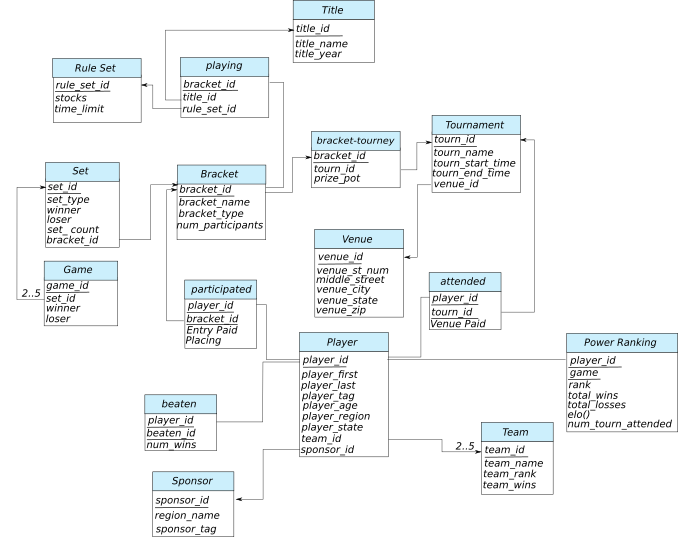 Title
title_id
title_name
title_year
Rule Set
rule_set_id
stocks
time_limit
playing
bracket_id
title_id
rule_set_id
bracket-tourney
bracket_id
tourn_id
prize_pot
Tournament
tourn_id
tourn_name
tourn_start_time
tourn_end_time
venue_id
Set
set_id
set_type
winner
loser
set_count
bracket_id
Bracket
bracket_id
bracket_name
bracket_type
num_participants
Venue
venue_id
venue_st_num
middle_street
venue_city
venue_state
venue_zip
2..5
Game
game_id
set_id
winner
loser
participated
player_id
bracket_id
Entry Paid
Placing
attended
player_id
tourn_id
Venue Paid
Player
player_id
player_first
player_last
player_tag
player_age
player_region
player_state
team_id
sponsor_id
Power Ranking
player_id
game
rank
total_wins
total_losses
elo()
num_tourn_attended
beaten
player_id
beaten_id
num_wins
2..5
Team
team_id
team_name
team_rank
team_wins
Sponsor
sponsor_id
region_name
sponsor_tag